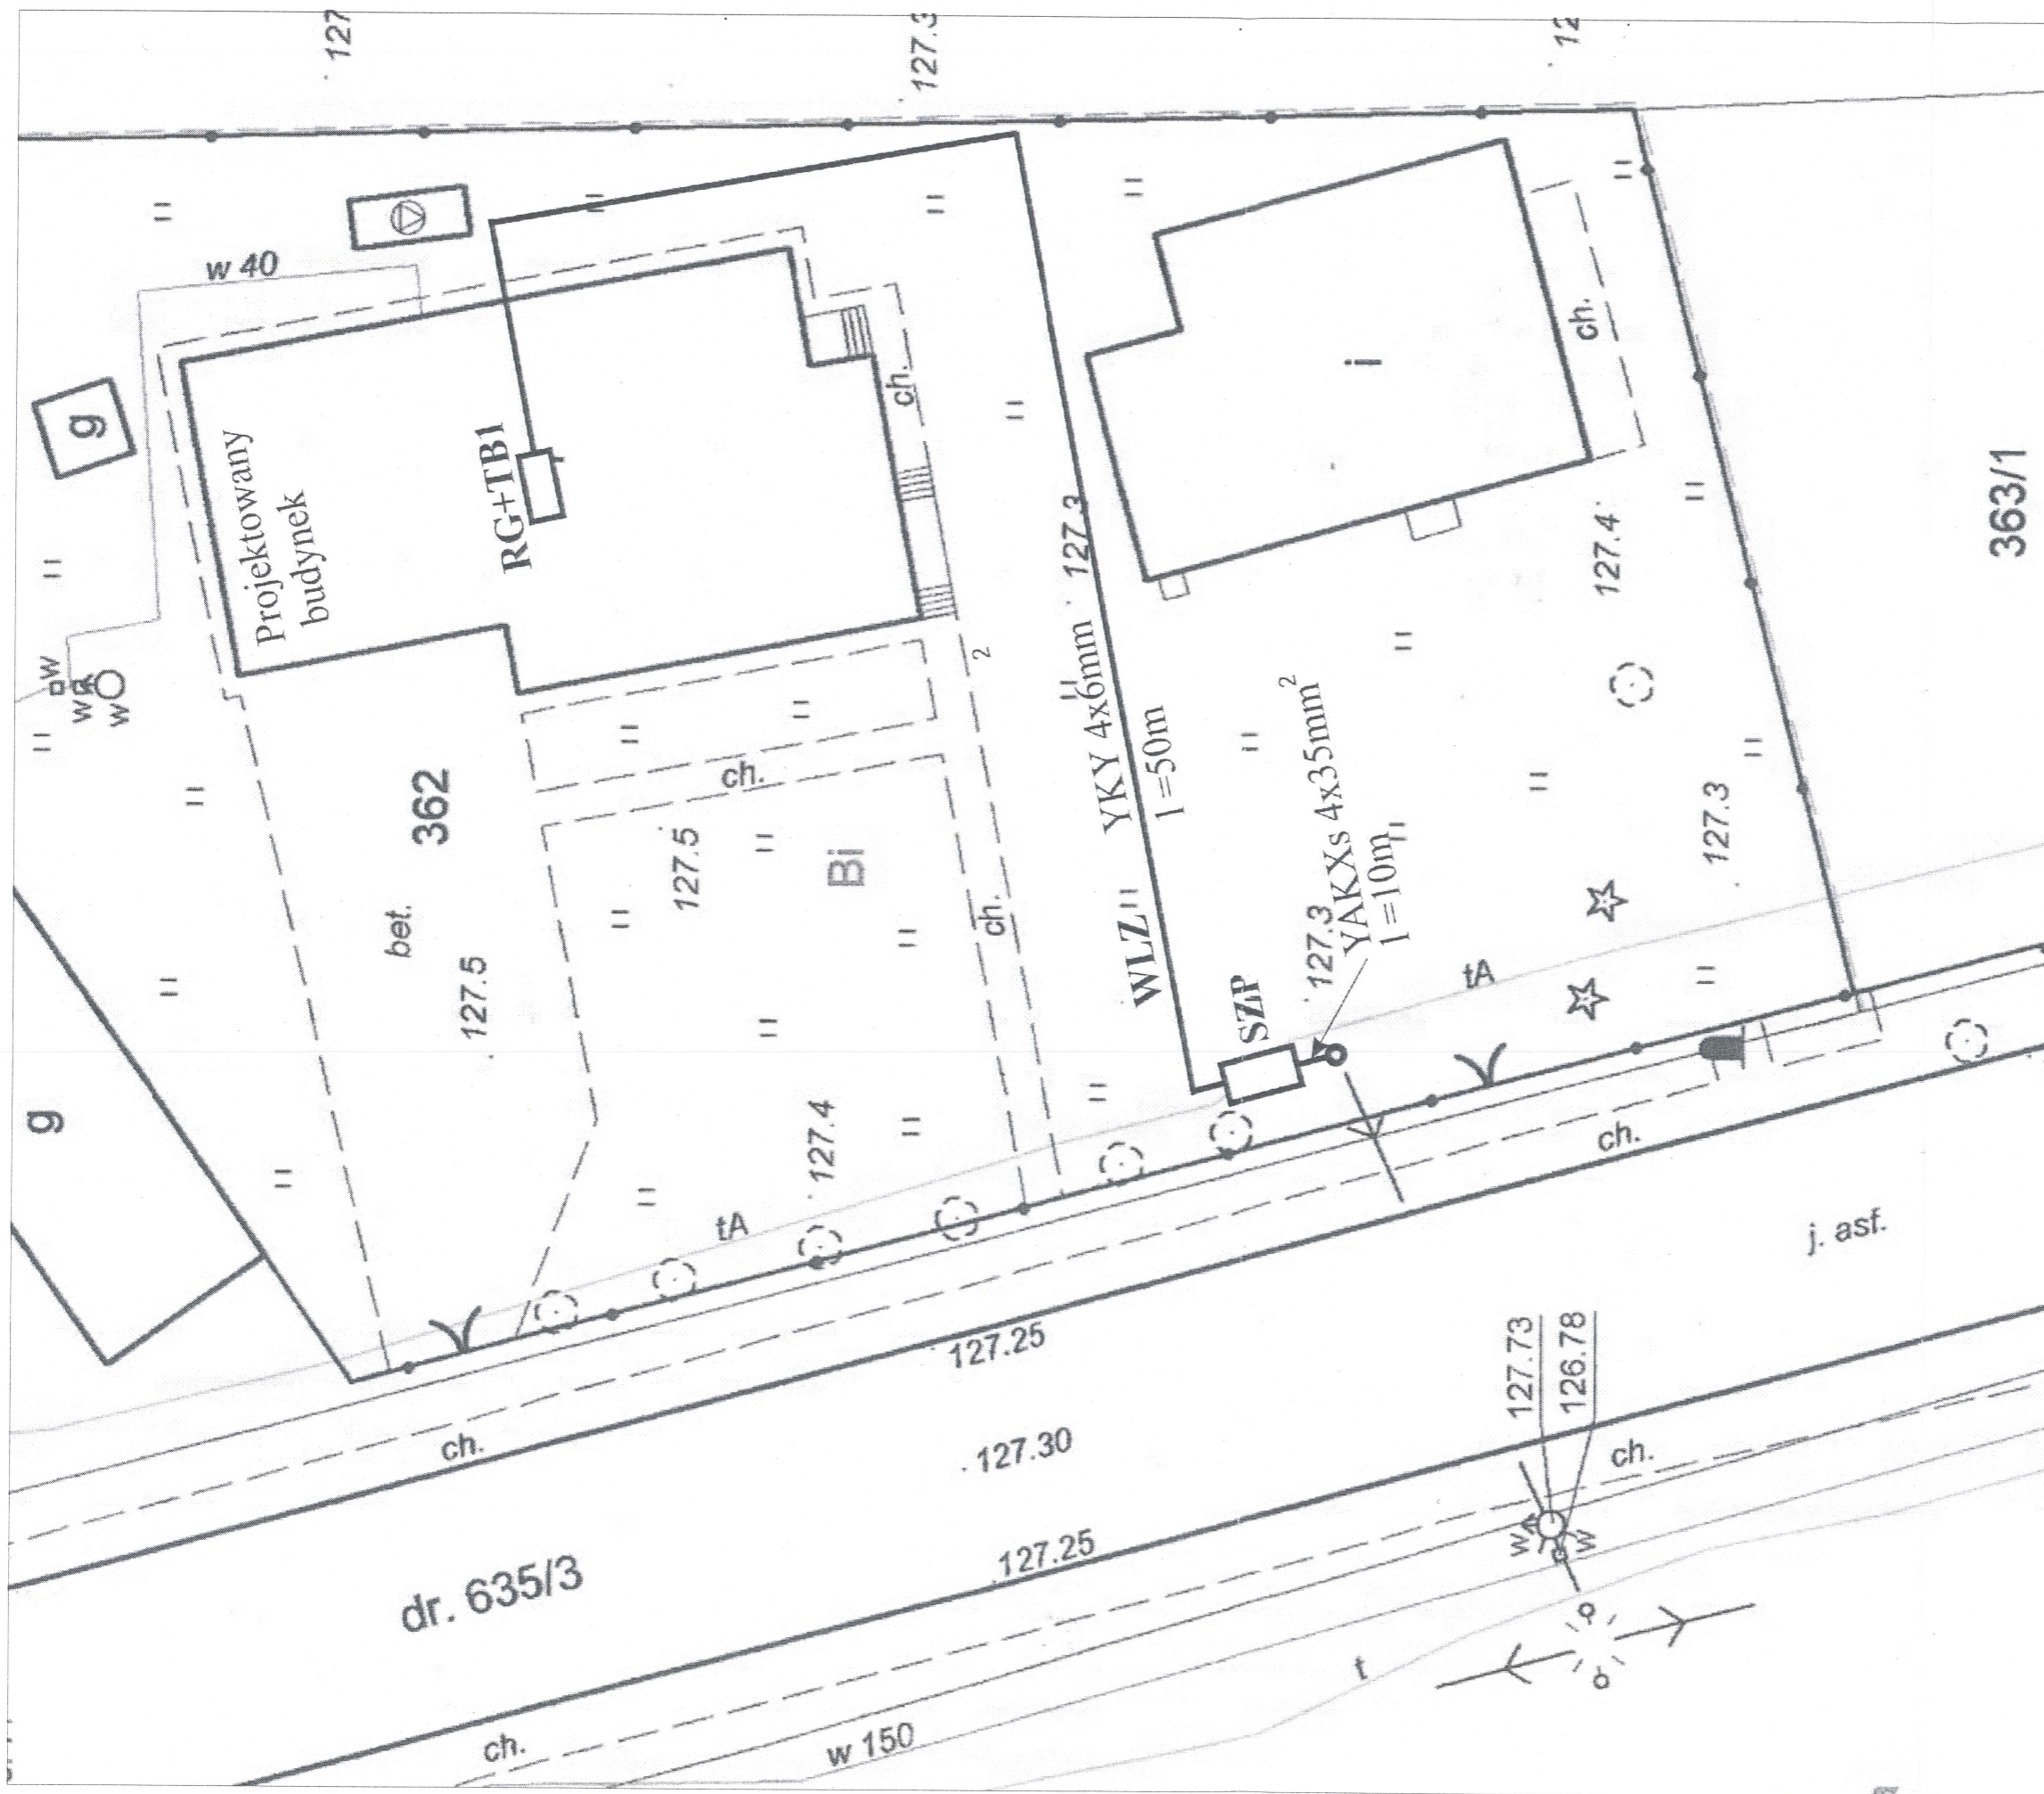 127
127.3
12
w 40
g
Projektowany
budynek
RG+TB1
ch.
i
ch.
363/1
127.4
127.3
w
w
w
362
bet.
127.5
ch.
127.5
Bi
ch.
WLZ YKY 4x6mm 2
l =50m
YAKXs 4x35mm2
l =10m
127.3
127.3
SZP
tA
g
127.4
tA
ch.
j. asf.
127.25
127.73
126.78
ch.
127.30
ch.
127.25
w
w
dr. 635/3
t
ch.
w 150